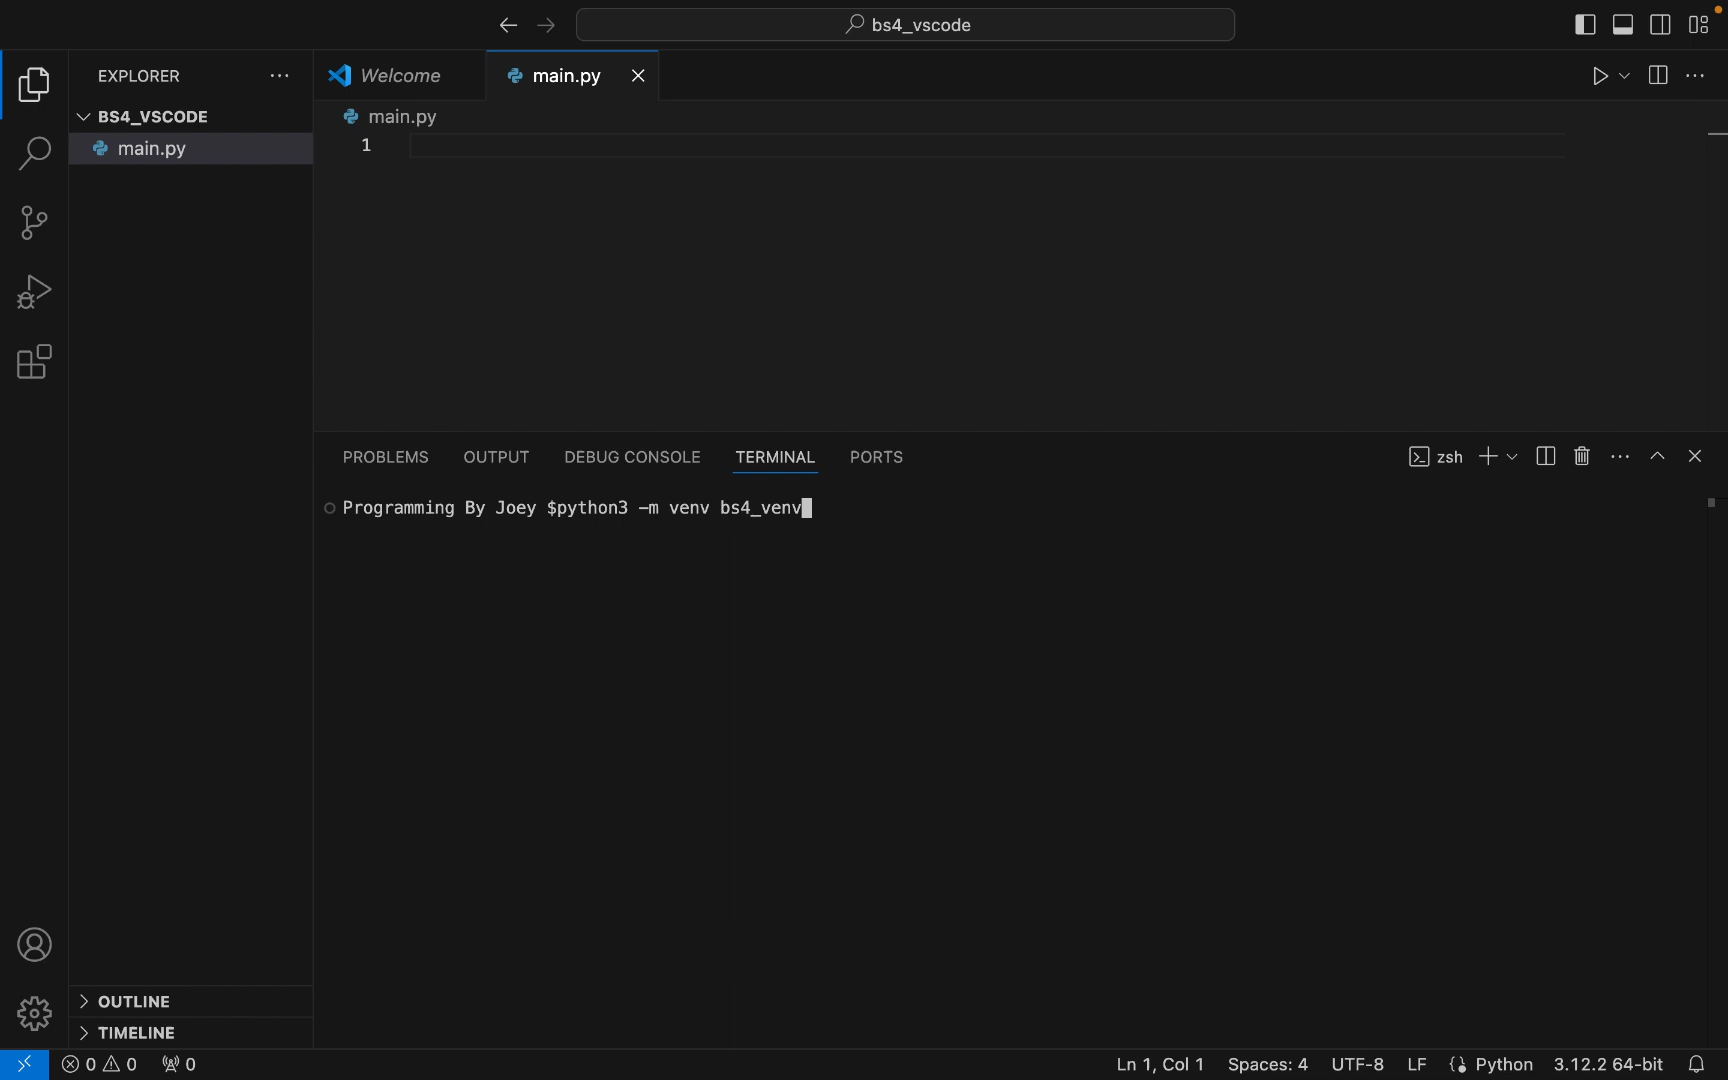 bs4_vscode
EXPLORER
Welcome
main.py
BS4_VSCODE
main.py
main.py
1
PROBLEMS
OUTPUT
DEBUG CONSOLE
TERMINAL
PORTS
zsh
Programming By Joey $python3 -m venv bs4_venv
OUTLINE
TIMELINE
0 0 0
Ln 1, Col 1
Spaces: 4
UTF-8
LF
Python
3.12.2 64-bit